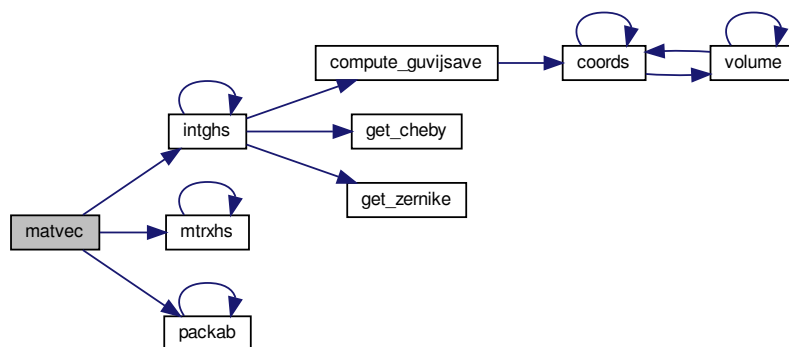 compute_guvijsave
coords
volume
intghs
get_cheby
get_zernike
matvec
mtrxhs
packab